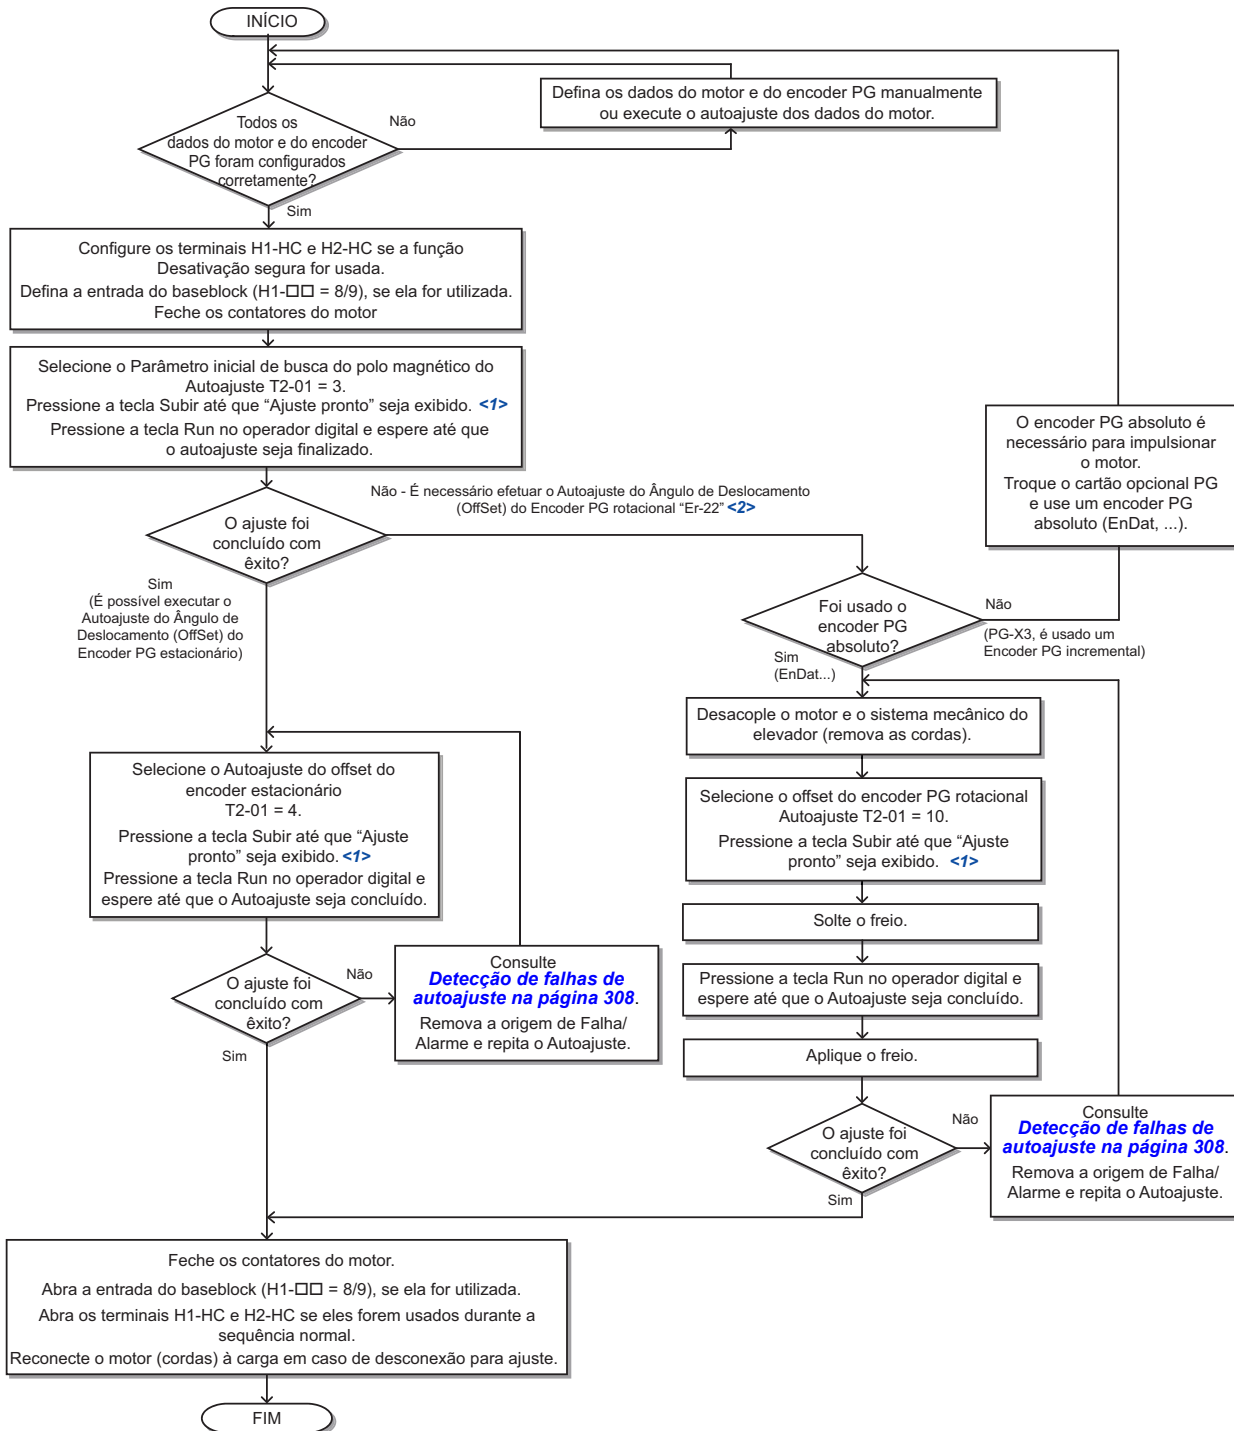 INÍCIO
Defina os dados do motor e do encoder PG manualmente
ou execute o autoajuste dos dados do motor.
Todos os
dados do motor e do encoder
PG foram configurados
corretamente?
Não
Sim
Configure os terminais H1-HC e H2-HC se a função
Desativação segura for usada.
Defina a entrada do baseblock (H1-□□ = 8/9), se ela for utilizada.
Feche os contatores do motor
Selecione o Parâmetro inicial de busca do polo magnético do
Autoajuste T2-01 = 3.
Pressione a tecla Subir até que “Ajuste pronto” seja exibido. <1>
Pressione a tecla Run no operador digital e espere até que
o autoajuste seja finalizado.
O encoder PG absoluto é
necessário para impulsionar
o motor.
Troque o cartão opcional PG
e use um encoder PG
absoluto (EnDat, ...).
Não - É necessário efetuar o Autoajuste do Ângulo de Deslocamento
(OffSet) do Encoder PG rotacional “Er-22” <2>
O ajuste foi
concluído com
êxito?
Sim
(É possível executar o
Autoajuste do Ângulo de
Deslocamento (OffSet) do
Encoder PG estacionário)
Foi usado o
encoder PG
absoluto?
Não
(PG-X3, é usado um
Encoder PG incremental)
Sim
(EnDat...)
Desacople o motor e o sistema mecânico do
elevador (remova as cordas).
Selecione o Autoajuste do offset do
encoder estacionário
T2-01 = 4.
Pressione a tecla Subir até que “Ajuste
pronto” seja exibido. <1>
Pressione a tecla Run no operador digital e
espere até que o Autoajuste seja concluído.
Selecione o offset do encoder PG rotacional
Autoajuste T2-01 = 10.
Pressione a tecla Subir até que “Ajuste
pronto” seja exibido. <1>
Solte o freio.
Pressione a tecla Run no operador digital e
espere até que o Autoajuste seja concluído.
Aplique o freio.
O ajuste foi
concluído com
êxito?
Não
Sim
Consulte
Detecção de falhas de
autoajuste na página 308.
Remova a origem de Falha/
Alarme e repita o Autoajuste.
O ajuste foi
concluído com
êxito?
Não
Sim
Consulte
Detecção de falhas de
autoajuste na página 308.
Remova a origem de Falha/
Alarme e repita o Autoajuste.
Feche os contatores do motor.
Abra a entrada do baseblock (H1-□□ = 8/9), se ela for utilizada.
Abra os terminais H1-HC e H2-HC se eles forem usados durante a
sequência normal.
Reconecte o motor (cordas) à carga em caso de desconexão para ajuste.
FIM